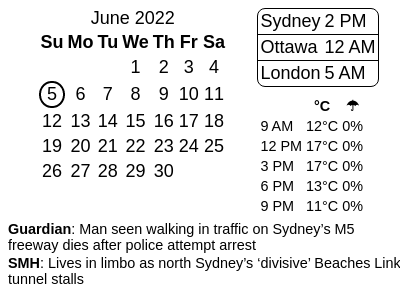 June 2022
Su Mo Tu We Th Fr Sa
1 2 3 4
5 6 7 8 9 10 11
12 13 14 15 16 17 18
19 20 21 22 23 24 25
26 27 28 29 30
Sydney 2 PM
Ottawa 12 AM
London 5 AM
°C ☂
9 AM 12°C 0%
12 PM 17°C 0%
3 PM 17°C 0%
6 PM 13°C 0%
9 PM 11°C 0%
Guardian: Man seen walking in traffic on Sydney’s M5
freeway dies after police attempt arrest
SMH: Lives in limbo as north Sydney’s ‘divisive’ Beaches Link
tunnel stalls